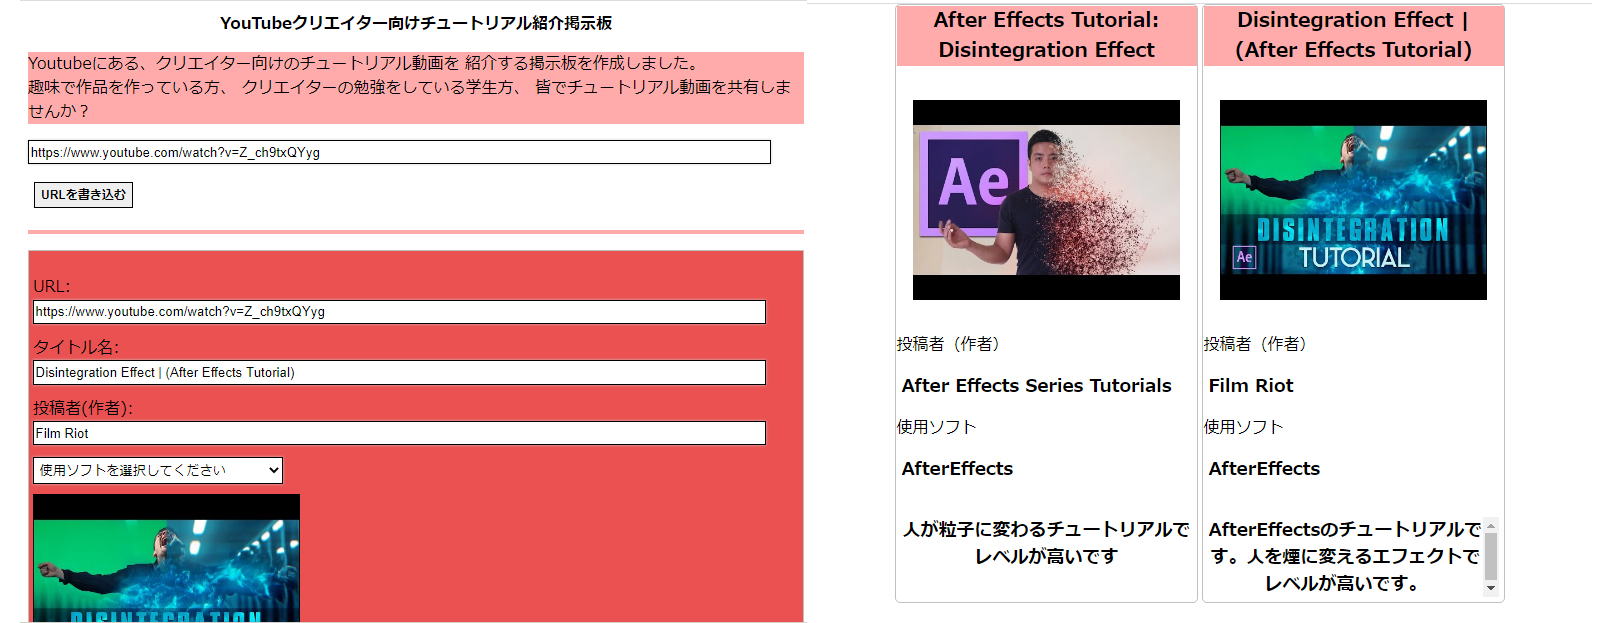 YouTubeクリエイター向けチュートリアル紹介掲示板
Youtubeにある、クリエイター向けのチュートリアル動画を 紹介する掲示板を作成しました。
趣味で作品を作っている方、 クリエイターの勉強をしている学生方、 皆でチュートリアル動画を共有しま
せんか？
https://www.youtube.com/watch?v=Z_ch9txQYyg
URLを書き込む
URL:
https://www.youtube.com/watch?v=Z_ch9txQYyg
タイトル名:
Disintegration Effect | (After Effects Tutorial)
投稿者(作者):
Film Riot
使用ソフトを選択してください
DISINTEGRATION
After Effects Tutorial:
Disintegration Effect
Ae
投稿者（作者）
After Effects Series Tutorials
使用ソフト
AfterEffects
人が粒子に変わるチュートリアルで
レベルが高いです
Disintegration Effect |
(After Effects Tutorial)
DISINTEGRATION
Ae
TUTORIAL
投稿者（作者）
Film Riot
使用ソフト
AfterEffects
AfterEffectsのチュートリアルで
す。人を煙に変えるエフェクトで
レベルが高いです。